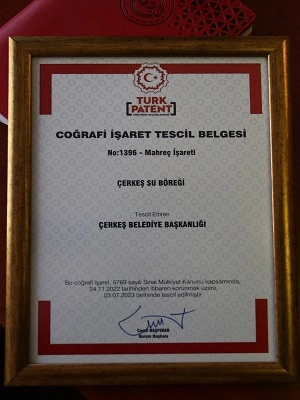 TÜRK
PATENT
COĞRAFİ İŞARET TESCİL BELGESİ
No:1396 - Mahreç İşareti
ÇERKEŞ SU BÖREĞİ
Tescil Ettiren
ÇERKEŞ BELEDİYE BAŞKANLIĞI
Bu coğrafi işaret, 6769 sayılı Sınai Mülkiyet Kanunu kapsamında,
24.11.2022 tarihinden itibaren korunmak üzere,
03.07.2023 tarihinde tescil edilmiştir.
Kurum Başkanı